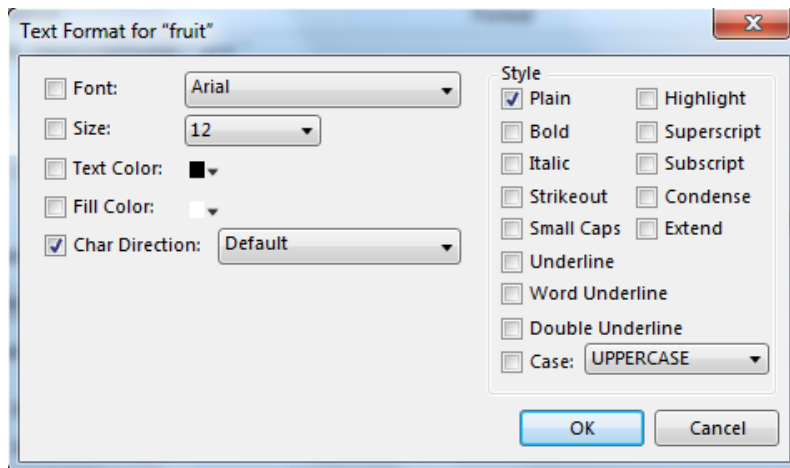 Text Format for “fruit”
Font: Arial
Size: 12
Text Color:
Fill Color:
Char Direction: Default
Style
Plain Highlight
Bold Superscript
Italic Subscript
Strikeout Condense
Small Caps Extend
Underline
Word Underline
Double Underline
Case: UPPERCASE
OK Cancel